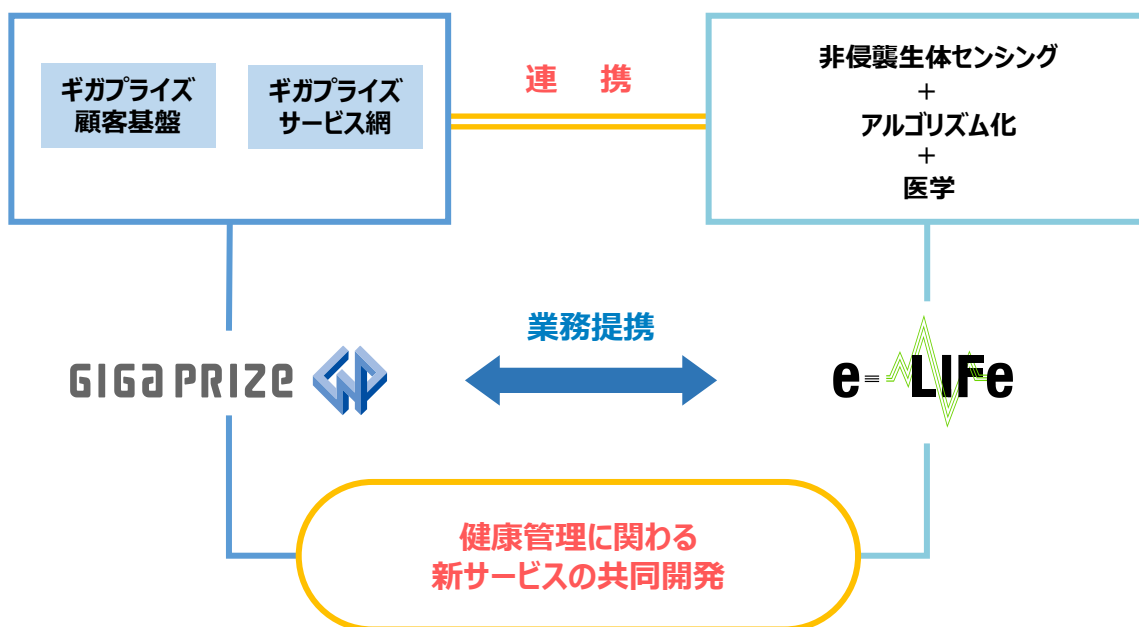 ギガプライズ
顧客基盤
ギガプライズ
サービス網
連 携
非侵襲生体センシング
+
アルゴリズム化
+
医学
GIGA PRIZE
業務提携
e-LIFe
健康管理に関わる
新サービスの共同開発